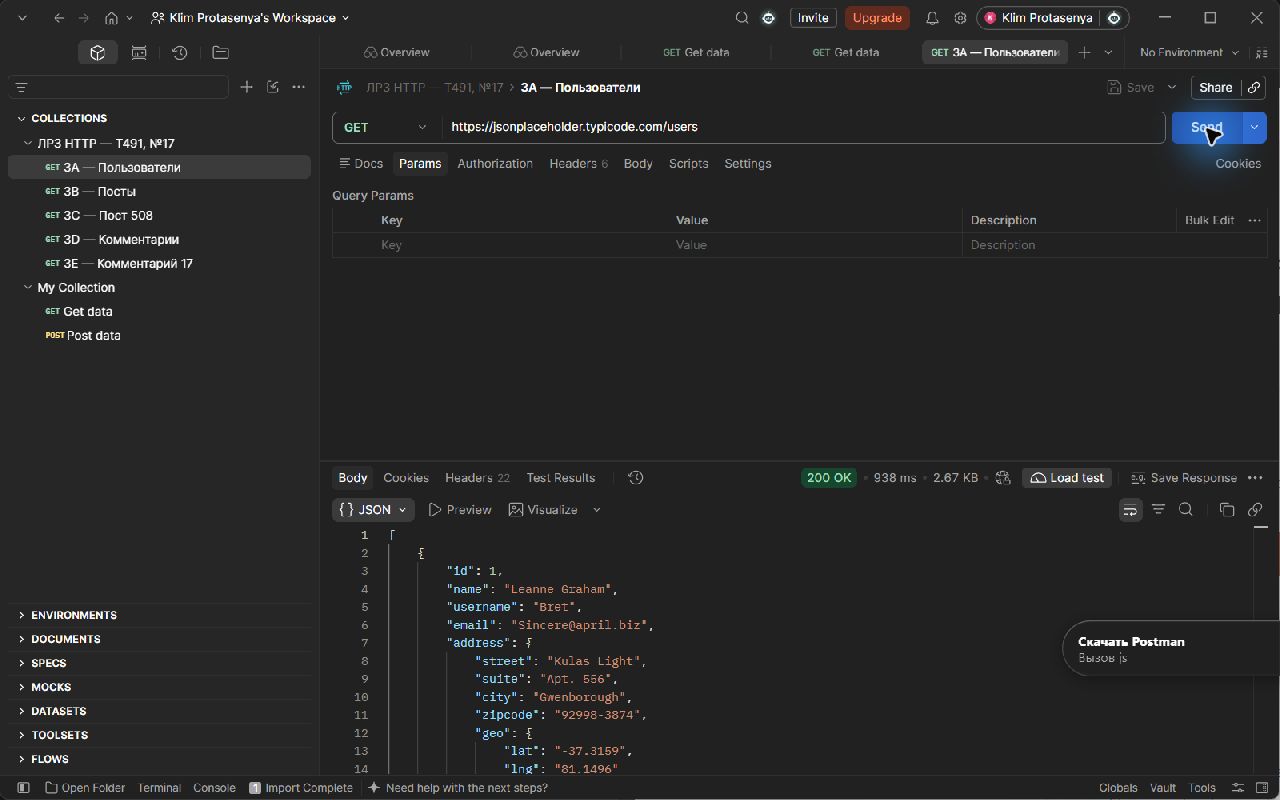 Klim Protasenya's Workspace
Invite
Upgrade
Klim Protasenya
Overview
Overview
GET Get data
GET Get data
GET 3A — Пользователи
No Environment
ЛР3 HTTP — Т491, №17 › 3A — Пользователи
Save
Share
COLLECTIONS
ЛР3 HTTP — Т491, №17
GET 3A — Пользователи
GET 3B — Посты
GET 3C — Пост 508
GET 3D — Комментарии
GET 3E — Комментарий 17
My Collection
GET Get data
POST Post data
GET
https://jsonplaceholder.typicode.com/users
Send
Docs
Params
Authorization
Headers 6
Body
Scripts
Settings
Cookies
Query Params
Key
Value
Description
Bulk Edit
Key
Value
Description
Body
Cookies
Headers 22
Test Results
200 OK
938 ms
2.67 KB
Load test
e.g. Save Response
{} JSON
Preview
Visualize
1 [
2 {
3 "id": 1,
4 "name": "Leanne Graham",
5 "username": "Bret",
6 "email": "Sincere@april.biz",
7 "address": {
8 "street": "Kulas Light",
9 "suite": "Apt. 556",
10 "city": "Gwenborough",
11 "zipcode": "92998-3874",
12 "geo": {
13 "lat": "-37.3159",
14 "lng": "81.1496"
Скачать Postman
Вызов js
ENVIRONMENTS
DOCUMENTS
SPECS
MOCKS
DATASETS
TOOLSETS
FLOWS
Open Folder
Terminal
Console
1 Import Complete
Need help with the next steps?
Globals
Vault
Tools